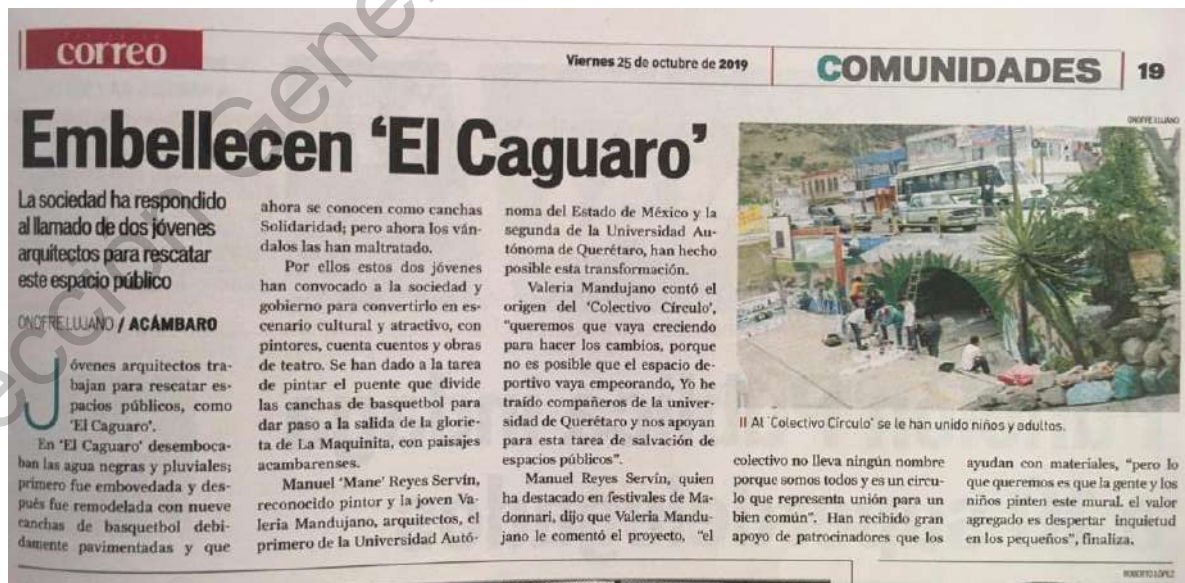 correo
Viernes 25 de octubre de 2019
COMUNIDADES
19
Embellecen ‘El Caguaro’
La sociedad ha respondido
al llamado de dos jóvenes
arquitectos para rescatar
este espacio público
ONOFRE LUJANO / ACÁMBARO
Jóvenes arquitectos tra-
bajan para rescatar es-
pacios públicos, como
'El Caguaro'.
En 'El Caguaro' desemboca-
ban las agua negras y pluviales;
primero fue embovedada y des-
pués fue remodelada con nueve
canchas de basquetbol debi-
damente pavimentadas y que
ahora se conocen como canchas
Solidaridad; pero ahora los ván-
dalos las han maltratado.
Por ellos estos dos jóvenes
han convocado a la sociedad y
gobierno para convertirlo en es-
cenario cultural y atractivo, con
pintores, cuenta cuentos y obras
de teatro. Se han dado a la tarea
de pintar el puente que divide
las canchas de basquetbol para
dar paso a la salida de la glorie-
ta de La Maquinita, con paisajes
acambarenses.
Manuel 'Mane' Reyes Servín,
reconocido pintor y la joven Va-
leria Mandujano, arquitectos, el
primero de la Universidad Autó-
noma del Estado de México y la
segunda de la Universidad Au-
tónoma de Querétaro, han hecho
posible esta transformación.
Valeria Mandujano contó el
origen del 'Colectivo Círculo',
"queremos que vaya creciendo
para hacer los cambios, porque
no es posible que el espacio de-
portivo vaya empeorando, Yo he
traído compañeros de la univer-
sidad de Querétaro y nos apoyan
para esta tarea de salvación de
espacios públicos".
Manuel Reyes Servín, quien
ha destacado en festivales de Ma-
donnari, dijo que Valeria Mandu-
jano le comentó el proyecto, "el
ONOFRE LUJANO
II Al 'Colectivo Círculo' se le han unido niños y adultos.
colectivo no lleva ningún nombre
porque somos todos y es un circu-
lo que representa unión para un
bien común". Han recibido gran
apoyo de patrocinadores que los
ayudan con materiales, "pero lo
que queremos es que la gente y los
niños pinten este mural. el valor
agregado es despertar inquietud
en los pequeños", finaliza.
ROBERTO LÓPEZ